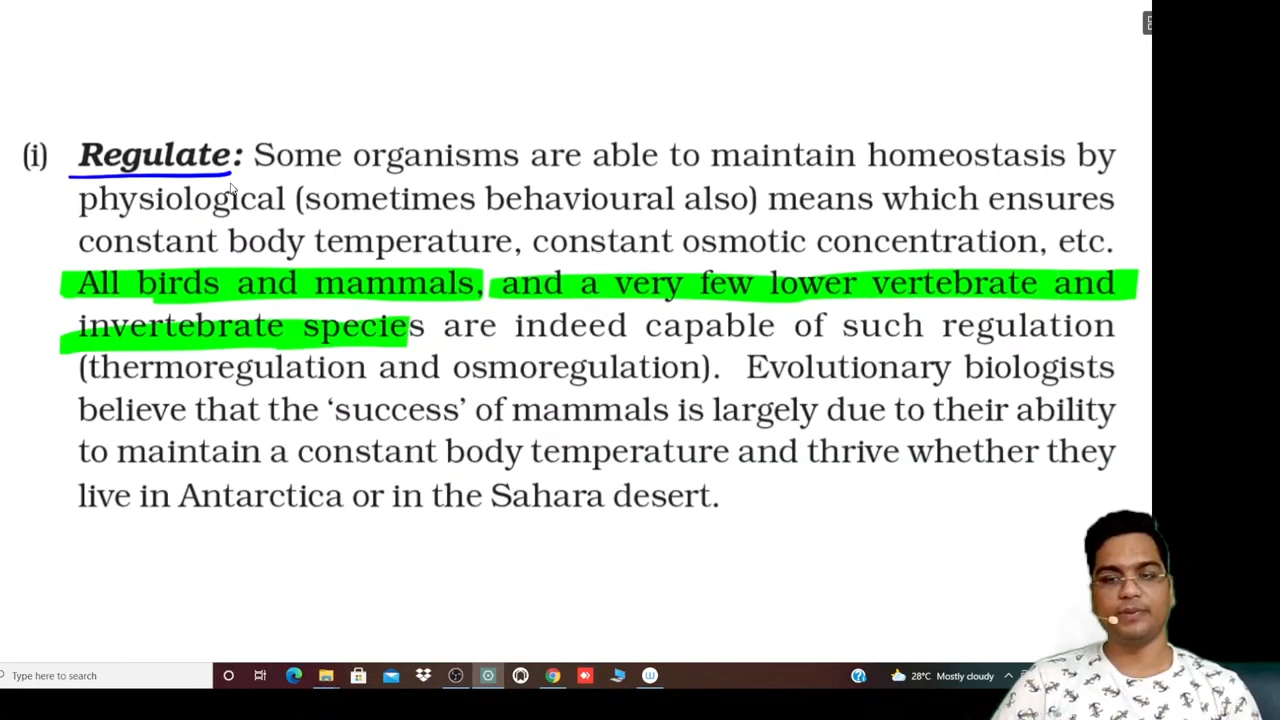 (i) Regulate: Some organisms are able to maintain homeostasis by
physiological (sometimes behavioural also) means which ensures
constant body temperature, constant osmotic concentration, etc.
All birds and mammals, and a very few lower vertebrate and
invertebrate species are indeed capable of such regulation
(thermoregulation and osmoregulation). Evolutionary biologists
believe that the ‘success’ of mammals is largely due to their ability
to maintain a constant body temperature and thrive whether they
live in Antarctica or in the Sahara desert.
Type here to search
28°C Mostly cloudy